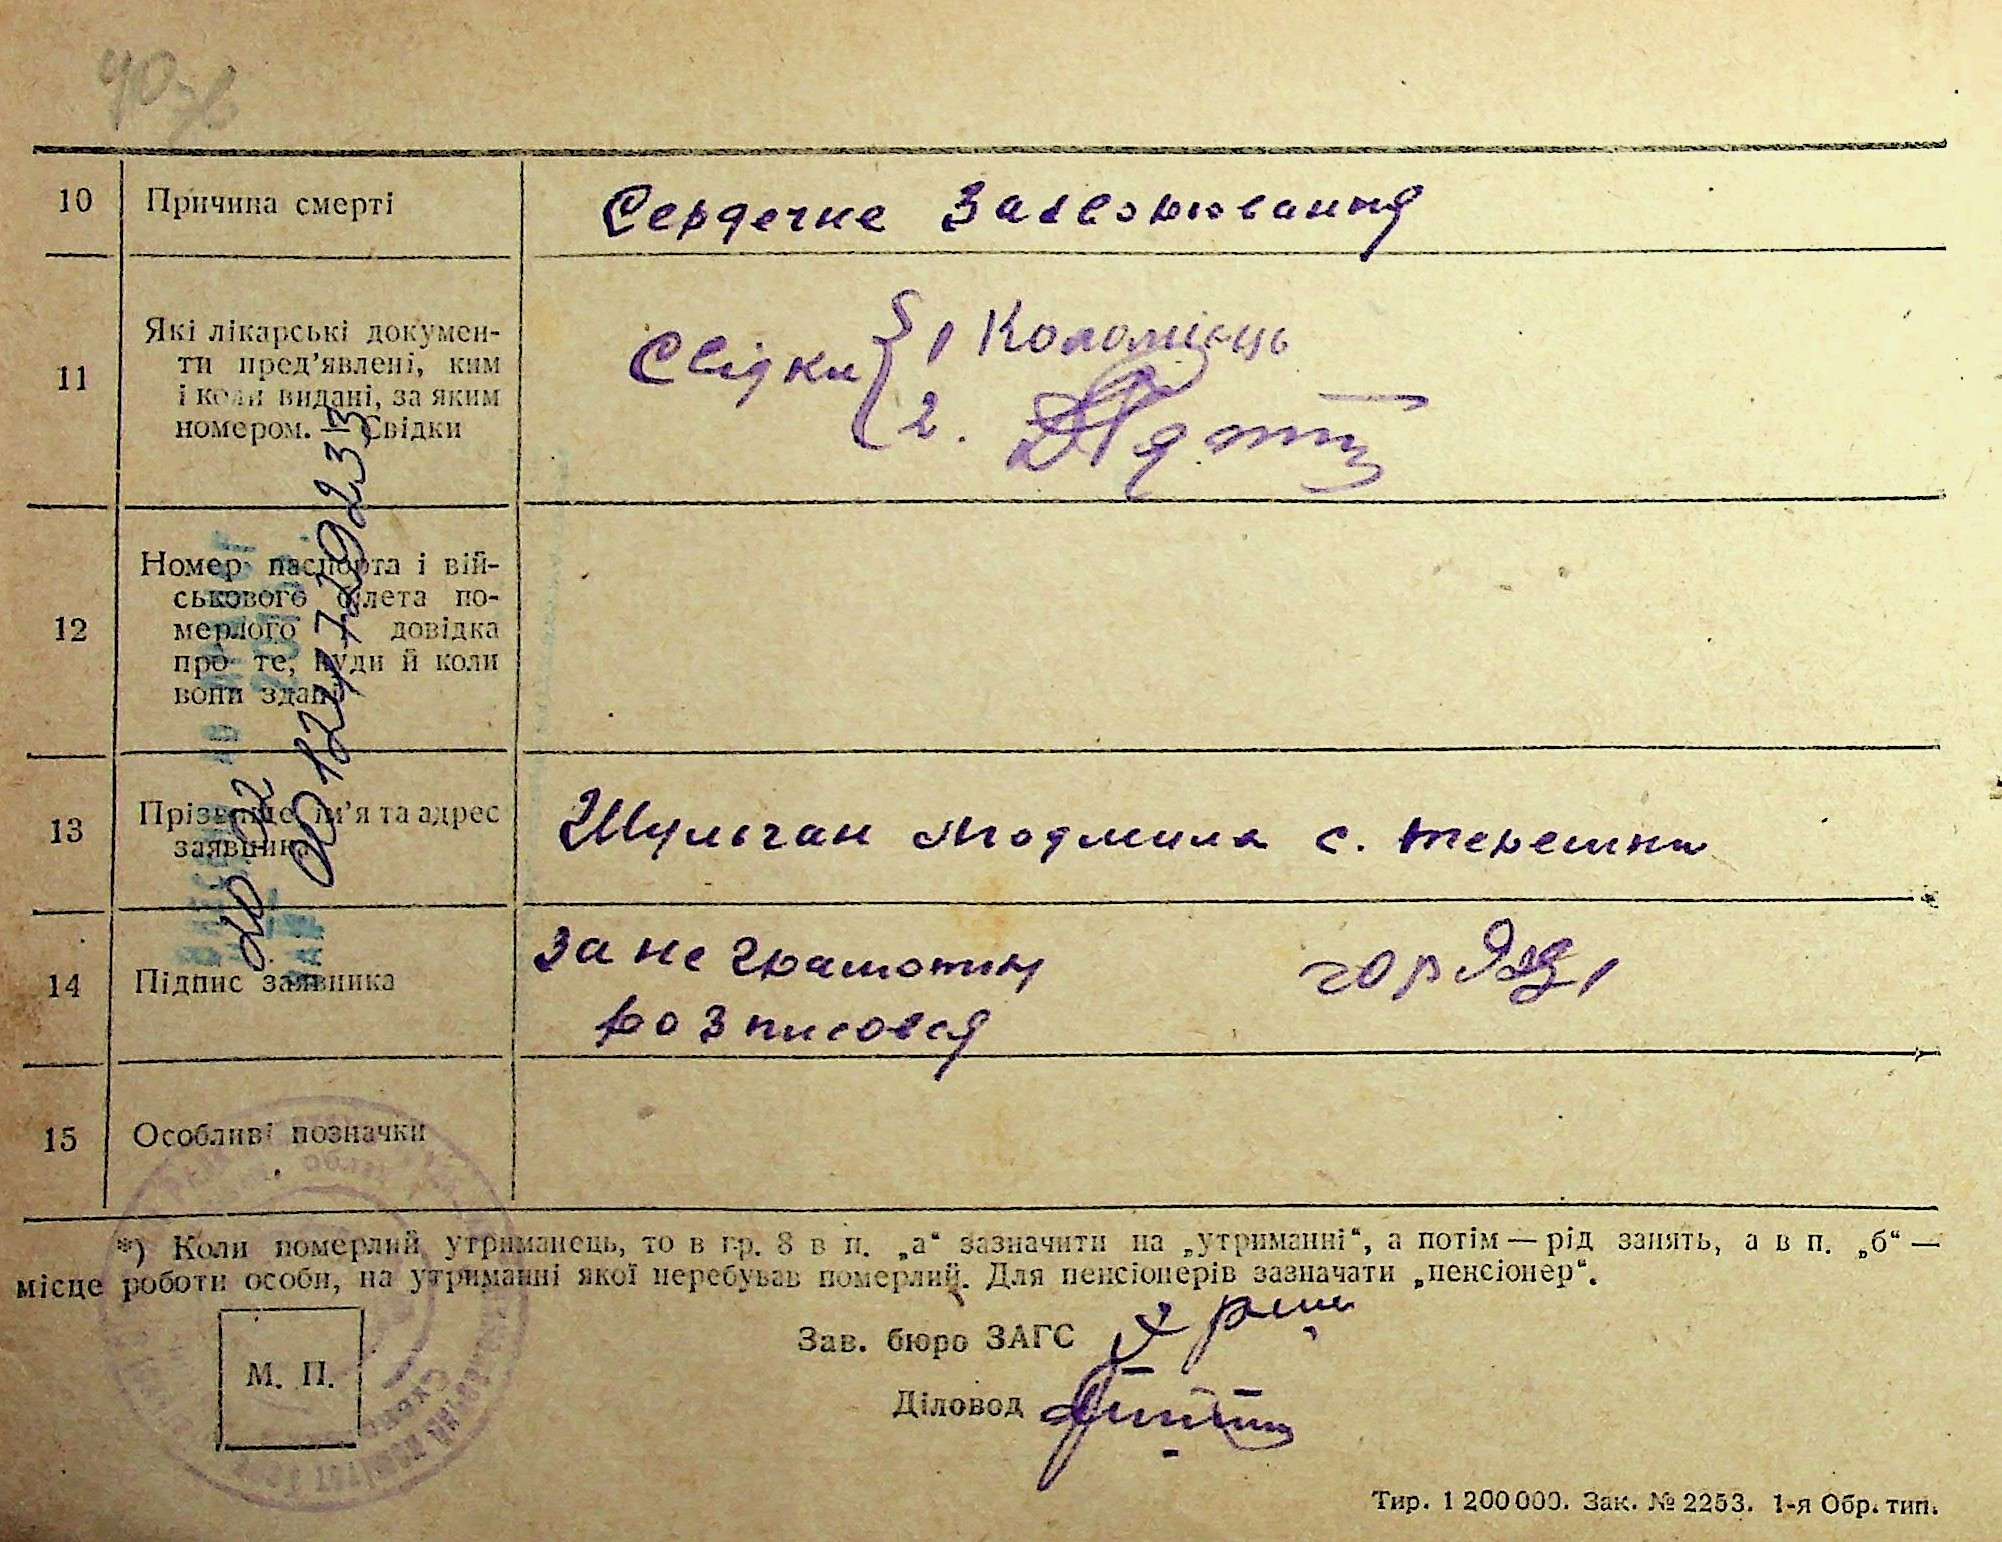 10 Причина смерті Сердечне Захворювання
11 Які лікарські докумен-
ти пред'явлені, ким
і коли видані, за яким
номером. — Свідки
Свідки 1 Коломієць
2.
12 Номер паспорта і вій-
ськового білета по-
мерлого довідка
про те, куди й коли
вони здані
13 Прізвище, ім'я та адрес
заявника
Шульган Людмила с. Терешки
14 Підпис заявника
За не грамотну
розписовся
15 Особливі позначки
*) Коли померлий утриманець, то в гр. 8 в п. „а“ зазначити на „утриманні“, а потім — рід занять, а в п. „б“ —
місце роботи особи, на утриманні якої перебував померлий. Для пенсіонерів зазначати „пенсіонер“.
М. П.
Зав. бюро ЗАГС
Діловод
Тир. 1 200 000. Зак. № 2253. 1-я Обр. тип.